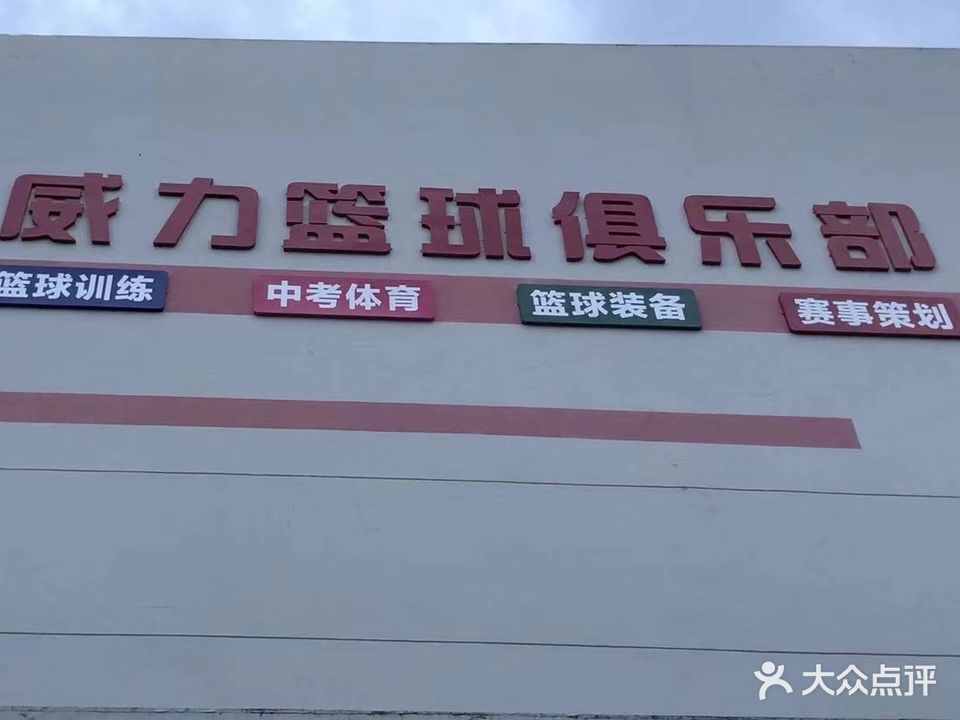 威力篮球俱乐部
篮球训练 中考体育 篮球装备 赛事策划
大众点评